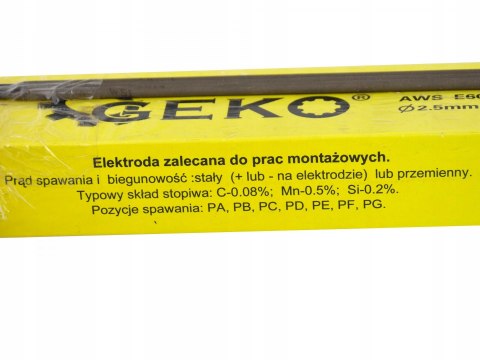 GEKO®
AWS
Ø2.5mm
Elektroda zalecana do prac montażowych.
Prąd spawania i biegunowość :stały (+ lub - na elektrodzie) lub przemienny.
Typowy skład stopiwa: C-0.08%; Mn-0.5%; Si-0.2%.
Pozycje spawania: PA, PB, PC, PD, PE, PF, PG.